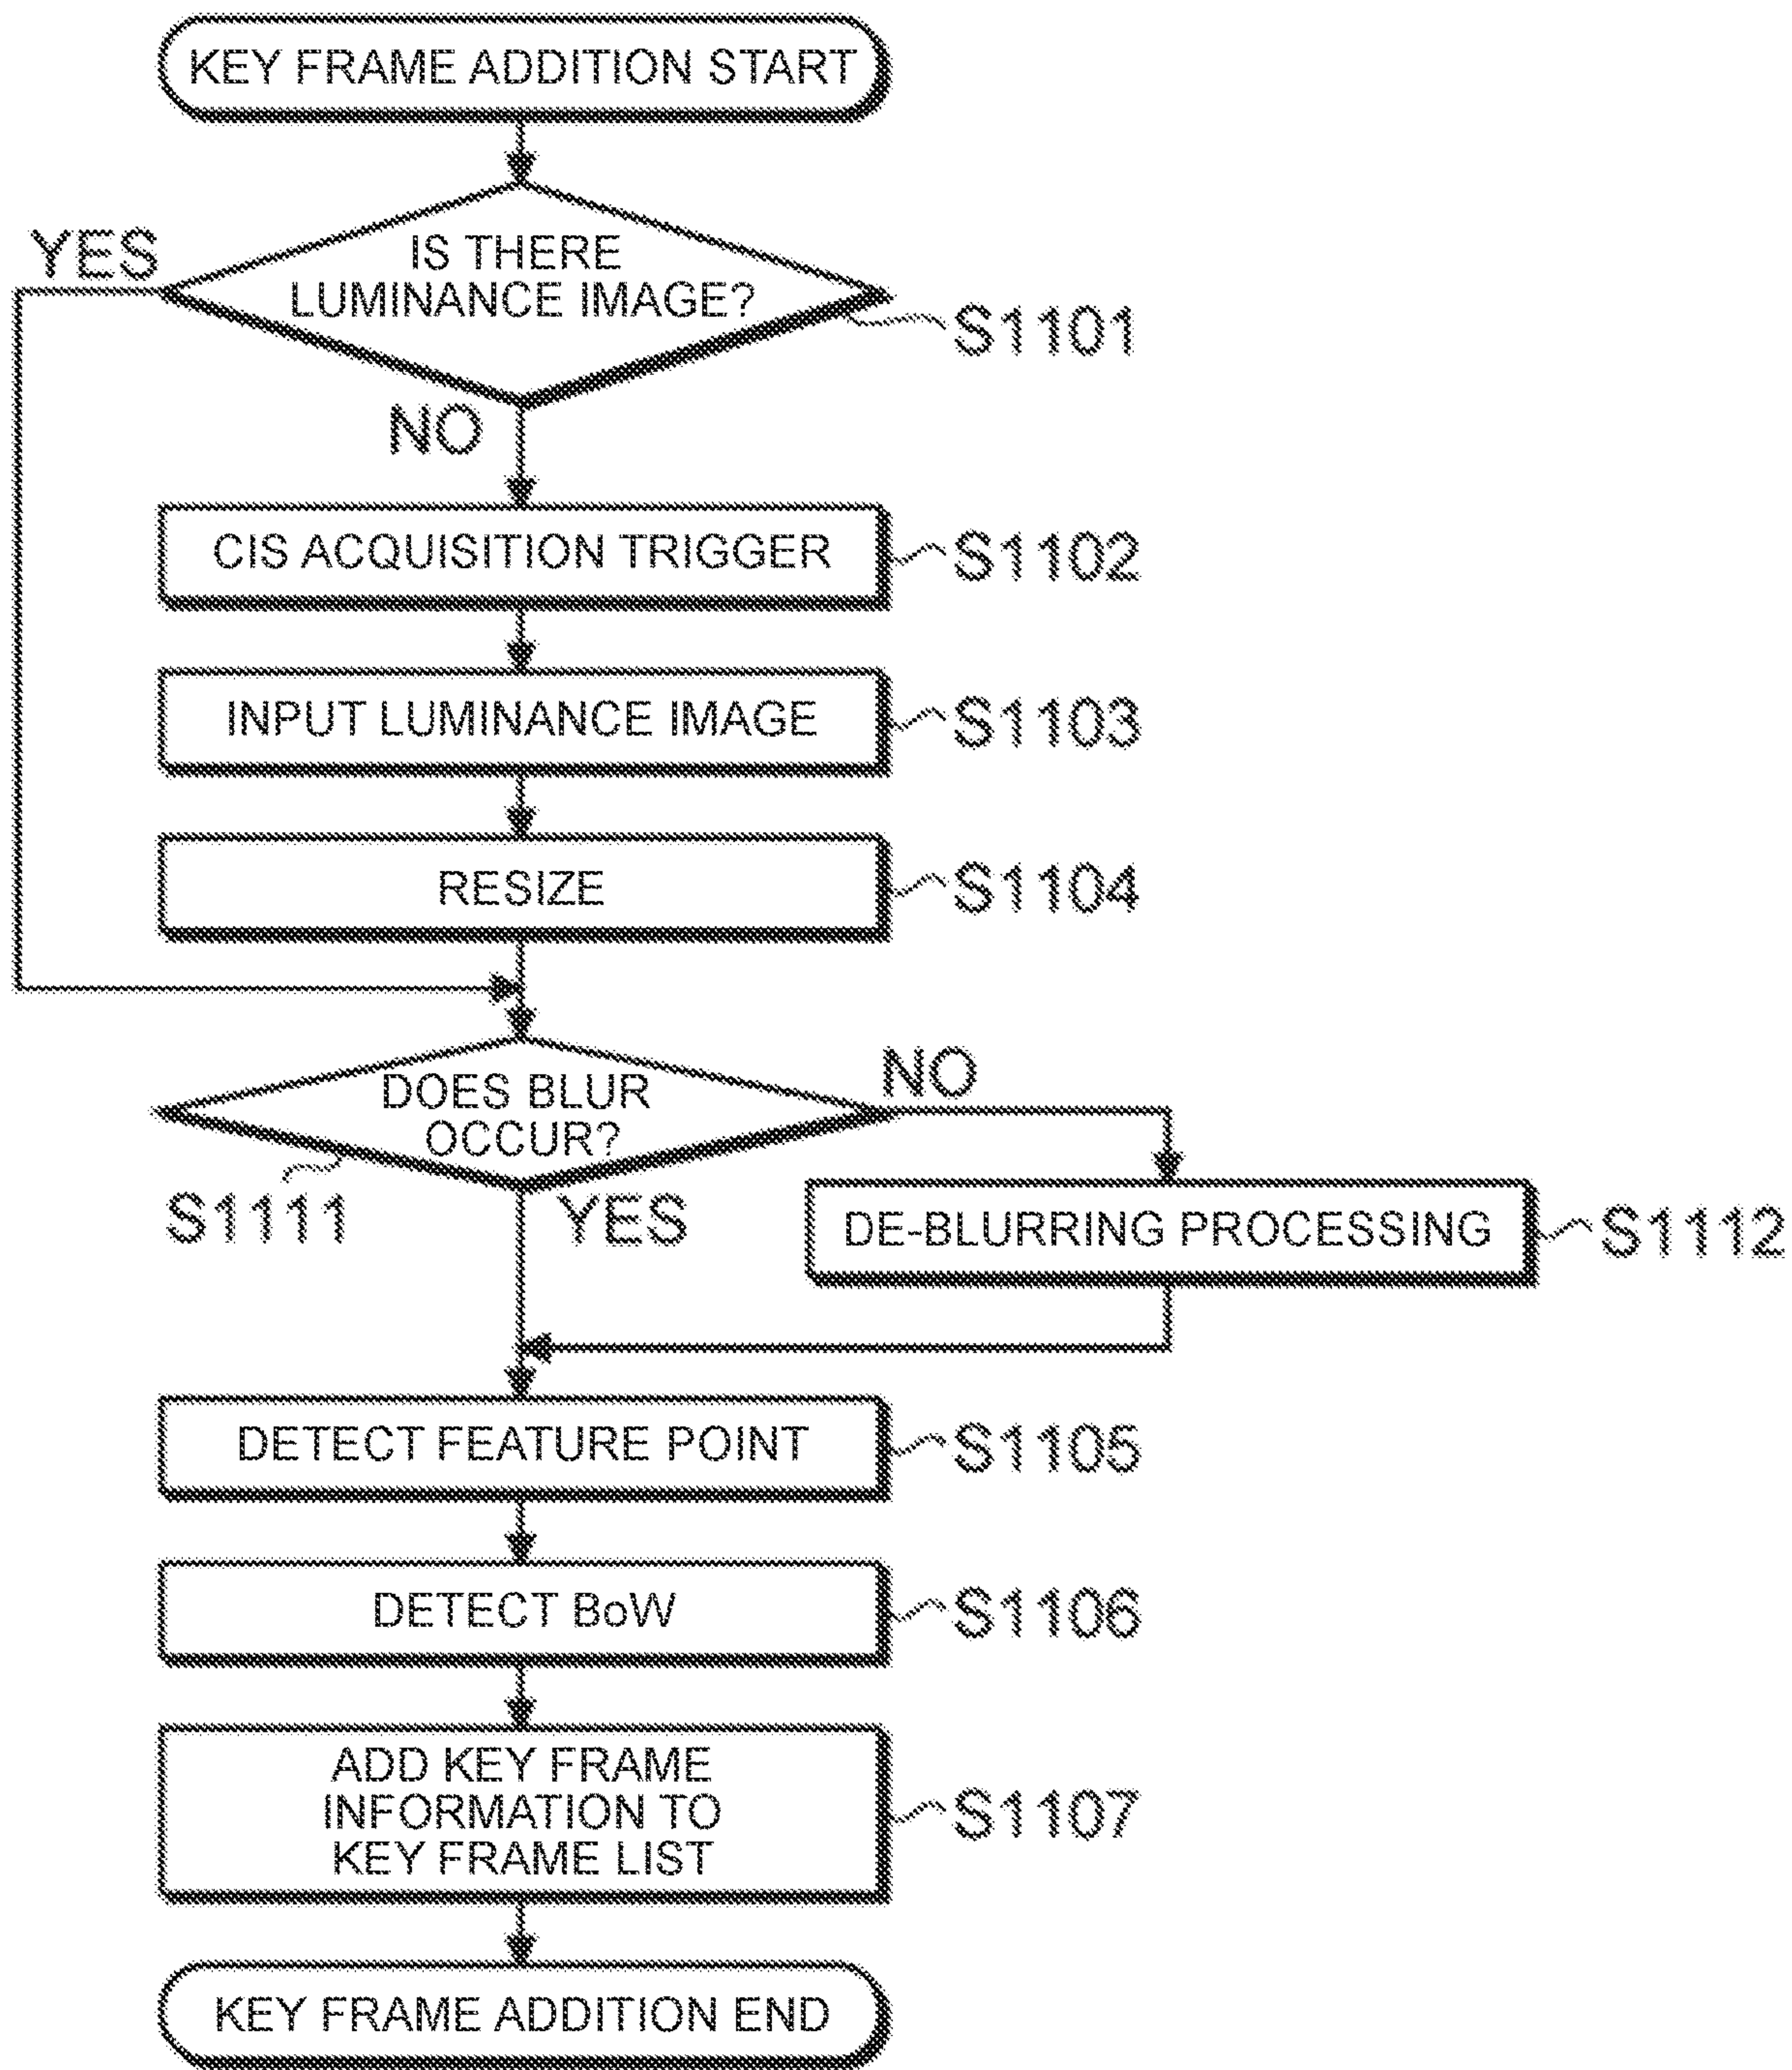 KEY FRAME ADDITION START
YES
IS THERE
LUMINANCE IMAGE?
S1101
NO
CIS ACQUISITION TRIGGER
S1102
INPUT LUMINANCE IMAGE
S1103
RESIZE
S1104
DOES BLUR
OCCUR?
NO
S1111
YES
DE-BLURRING PROCESSING
S1112
DETECT FEATURE POINT
S1105
DETECT BoW
S1106
ADD KEY FRAME
INFORMATION TO
KEY FRAME LIST
S1107
KEY FRAME ADDITION END